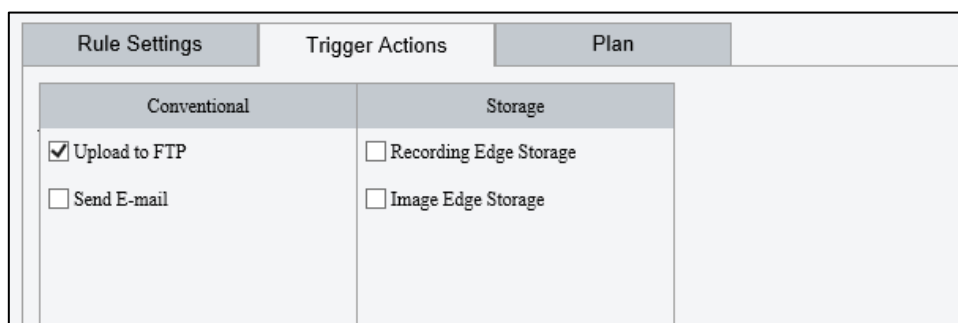 Rule Settings Trigger Actions Plan
Conventional Storage
Upload to FTP Recording Edge Storage
Send E-mail Image Edge Storage